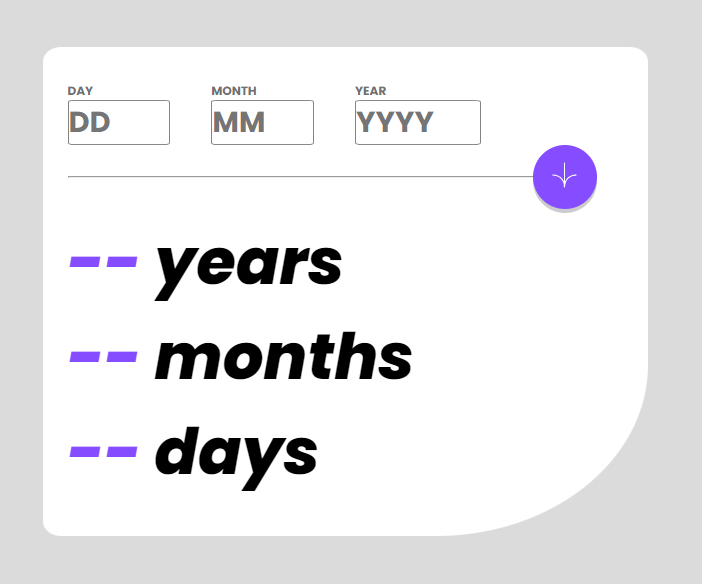 DAY MONTH YEAR
DD MM YYYY
-- years
-- months
-- days